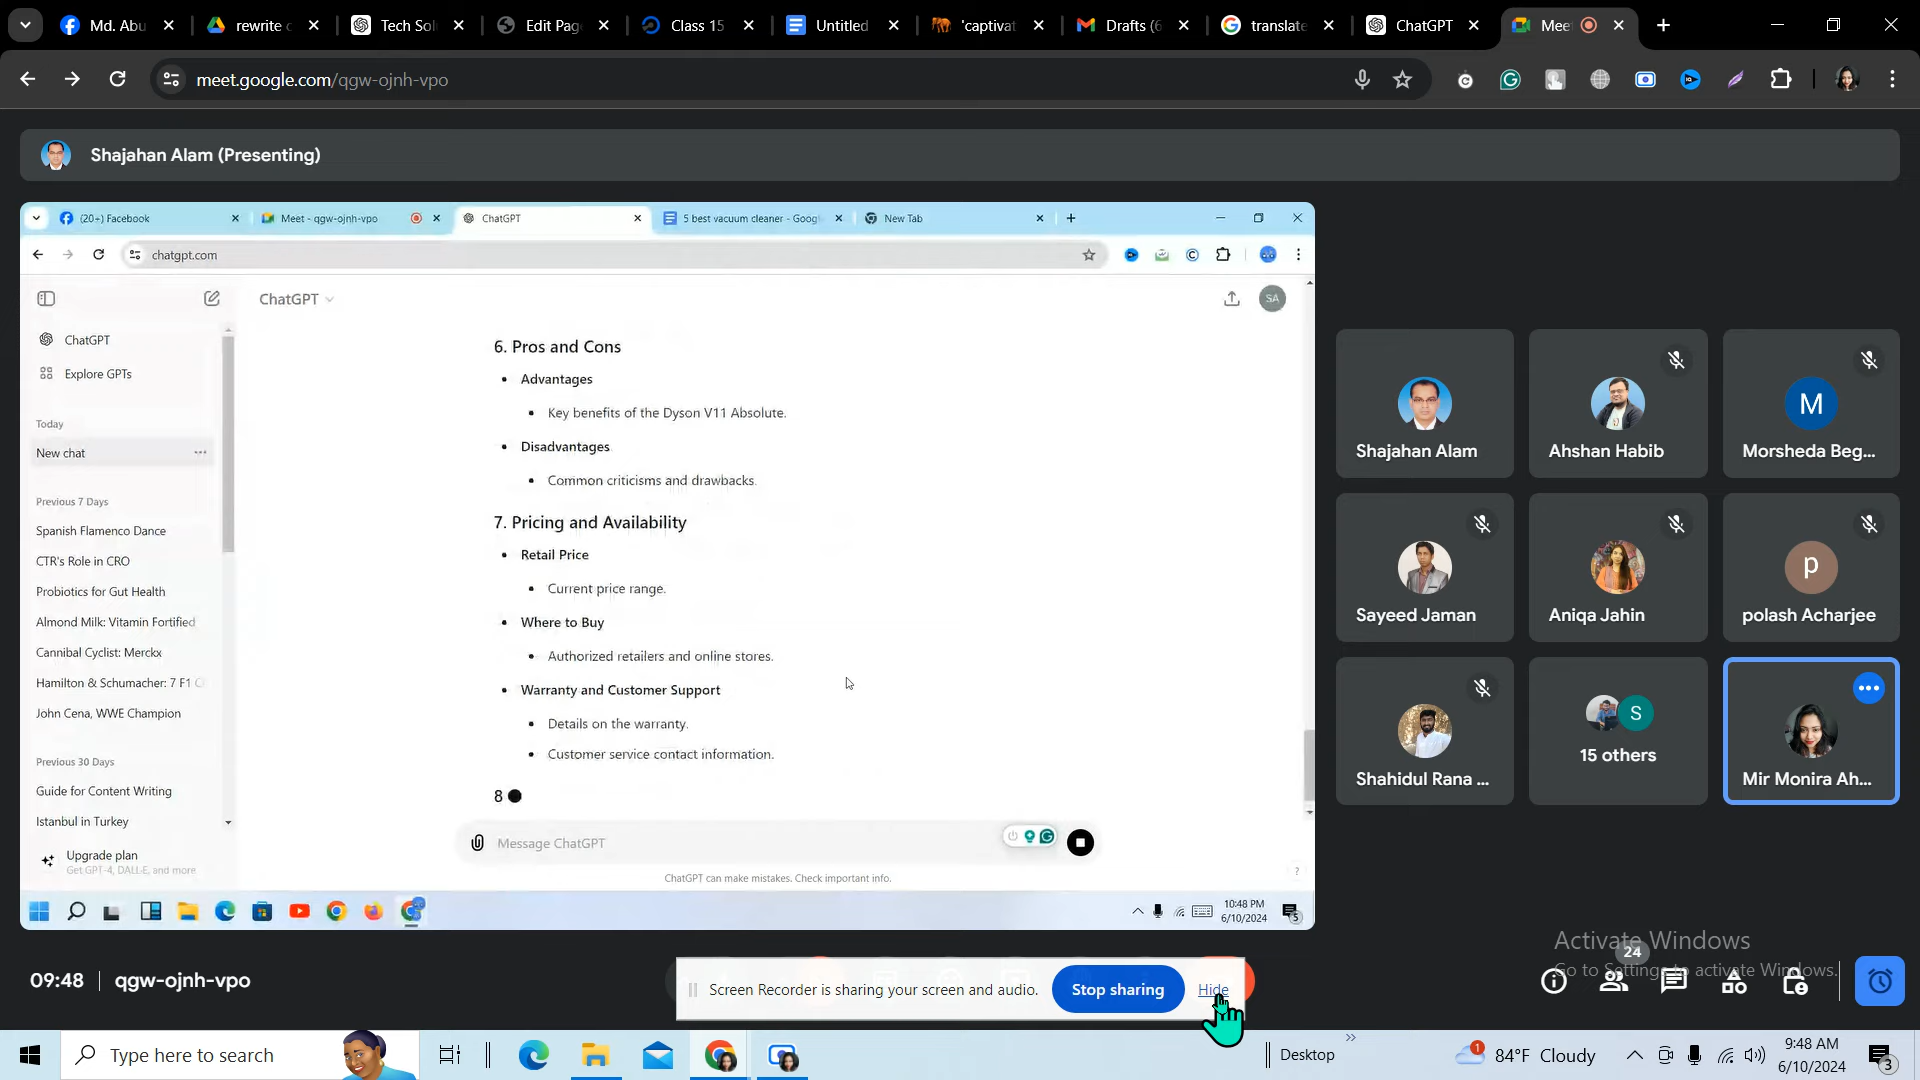 Md. Abu
rewrite c
Tech Sol
Edit Pag
Class 15
Untitled
'captivat
Drafts (6
translate
ChatGPT
Meet
meet.google.com/qgw-ojnh-vpo
Shajahan Alam (Presenting)
(20+) Facebook
Meet - qgw-ojnh-vpo
ChatGPT
5 best vacuum cleaner - Goog
New Tab
chatgpt.com
ChatGPT
SA
ChatGPT
Explore GPTs
Today
New chat
Previous 7 Days
Spanish Flamenco Dance
CTR's Role in CRO
Probiotics for Gut Health
Almond Milk: Vitamin Fortified
Cannibal Cyclist: Merckx
Hamilton & Schumacher: 7 F1 C
John Cena, WWE Champion
Previous 30 Days
Guide for Content Writing
Istanbul in Turkey
Upgrade plan
Get GPT-4, DALL·E, and more
6. Pros and Cons
Advantages
Key benefits of the Dyson V11 Absolute.
Disadvantages
Common criticisms and drawbacks.
7. Pricing and Availability
Retail Price
Current price range.
Where to Buy
Authorized retailers and online stores.
Warranty and Customer Support
Details on the warranty.
Customer service contact information.
8
Message ChatGPT
ChatGPT can make mistakes. Check important info.
?
10:48 PM
6/10/2024
5
Shajahan Alam
Ahshan Habib
M
Morsheda Beg...
Sayeed Jaman
Aniqa Jahin
p
polash Acharjee
Shahidul Rana ...
S
15 others
Mir Monira Ah...
09:48
qgw-ojnh-vpo
Screen Recorder is sharing your screen and audio.
Stop sharing
Hide
Activate Windows
Go to Settings to activate Windows.
24
Type here to search
Desktop
1
84°F Cloudy
9:48 AM
6/10/2024
3